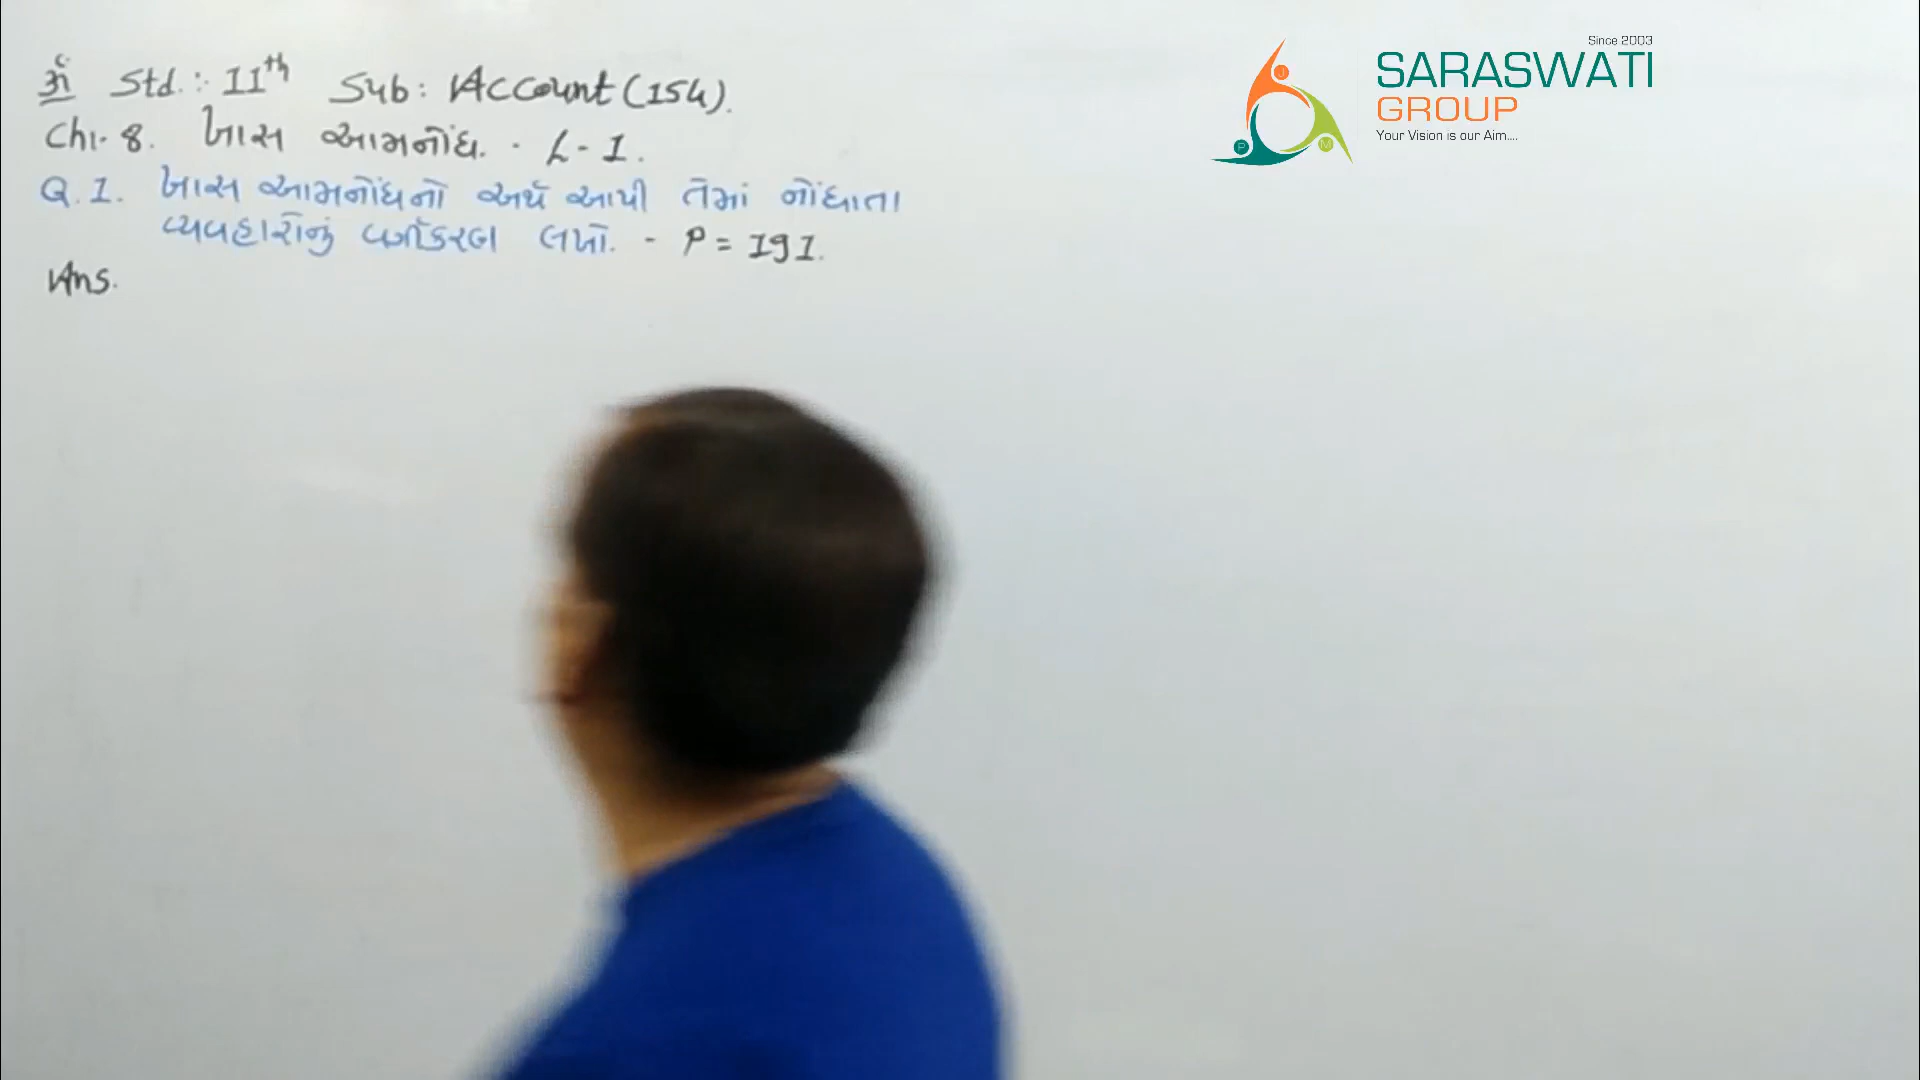 ૐ Std.: 11th Sub: Account (154).
Ch. 8. ખાસ આમનોંધ. - L-1.
Q.1. ખાસ આમનોંધનો અર્થ આપી તેમાં નોંધાતા
વ્યવહારોનું વર્ગીકરણ લખો. - P = 191.
Ans.
Since 2003
SARASWATI
GROUP
Your Vision is our Aim....
J
P
M